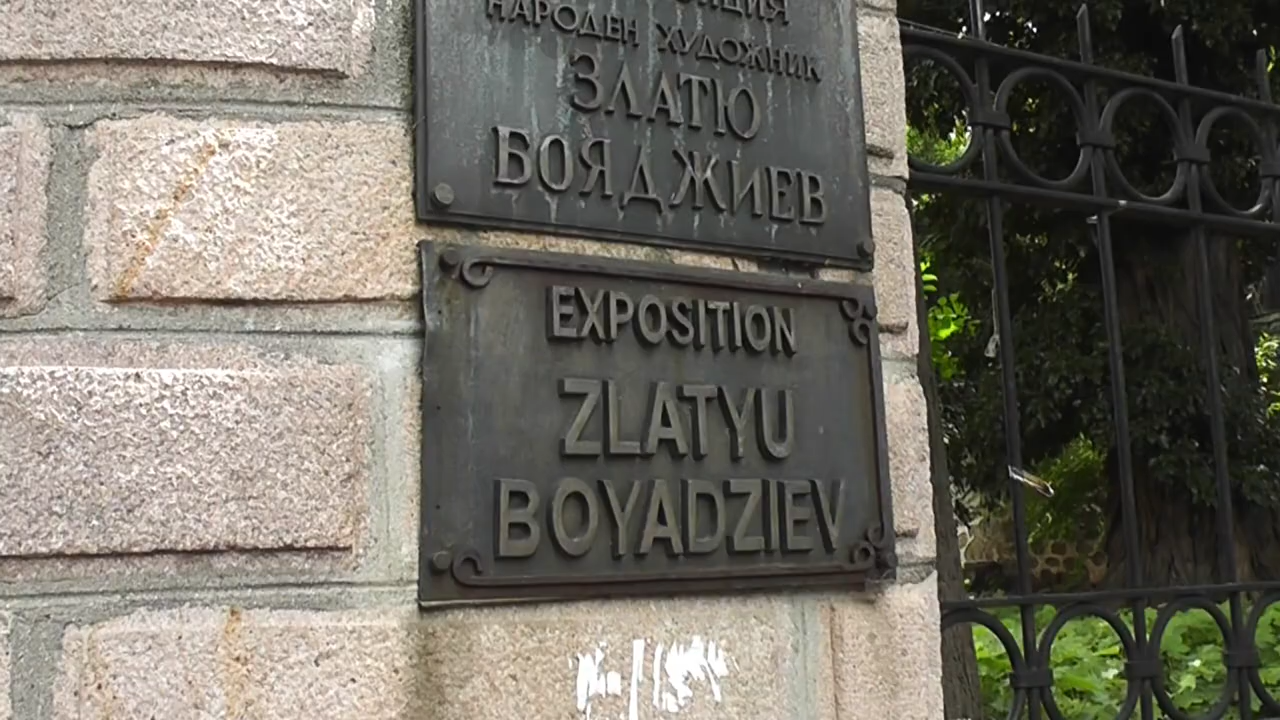 НАРОДЕН ХУДОЖНИК
ЗЛАТЮ
БОЯДЖИЕВ
EXPOSITION
ZLATYU
BOYADZIEV